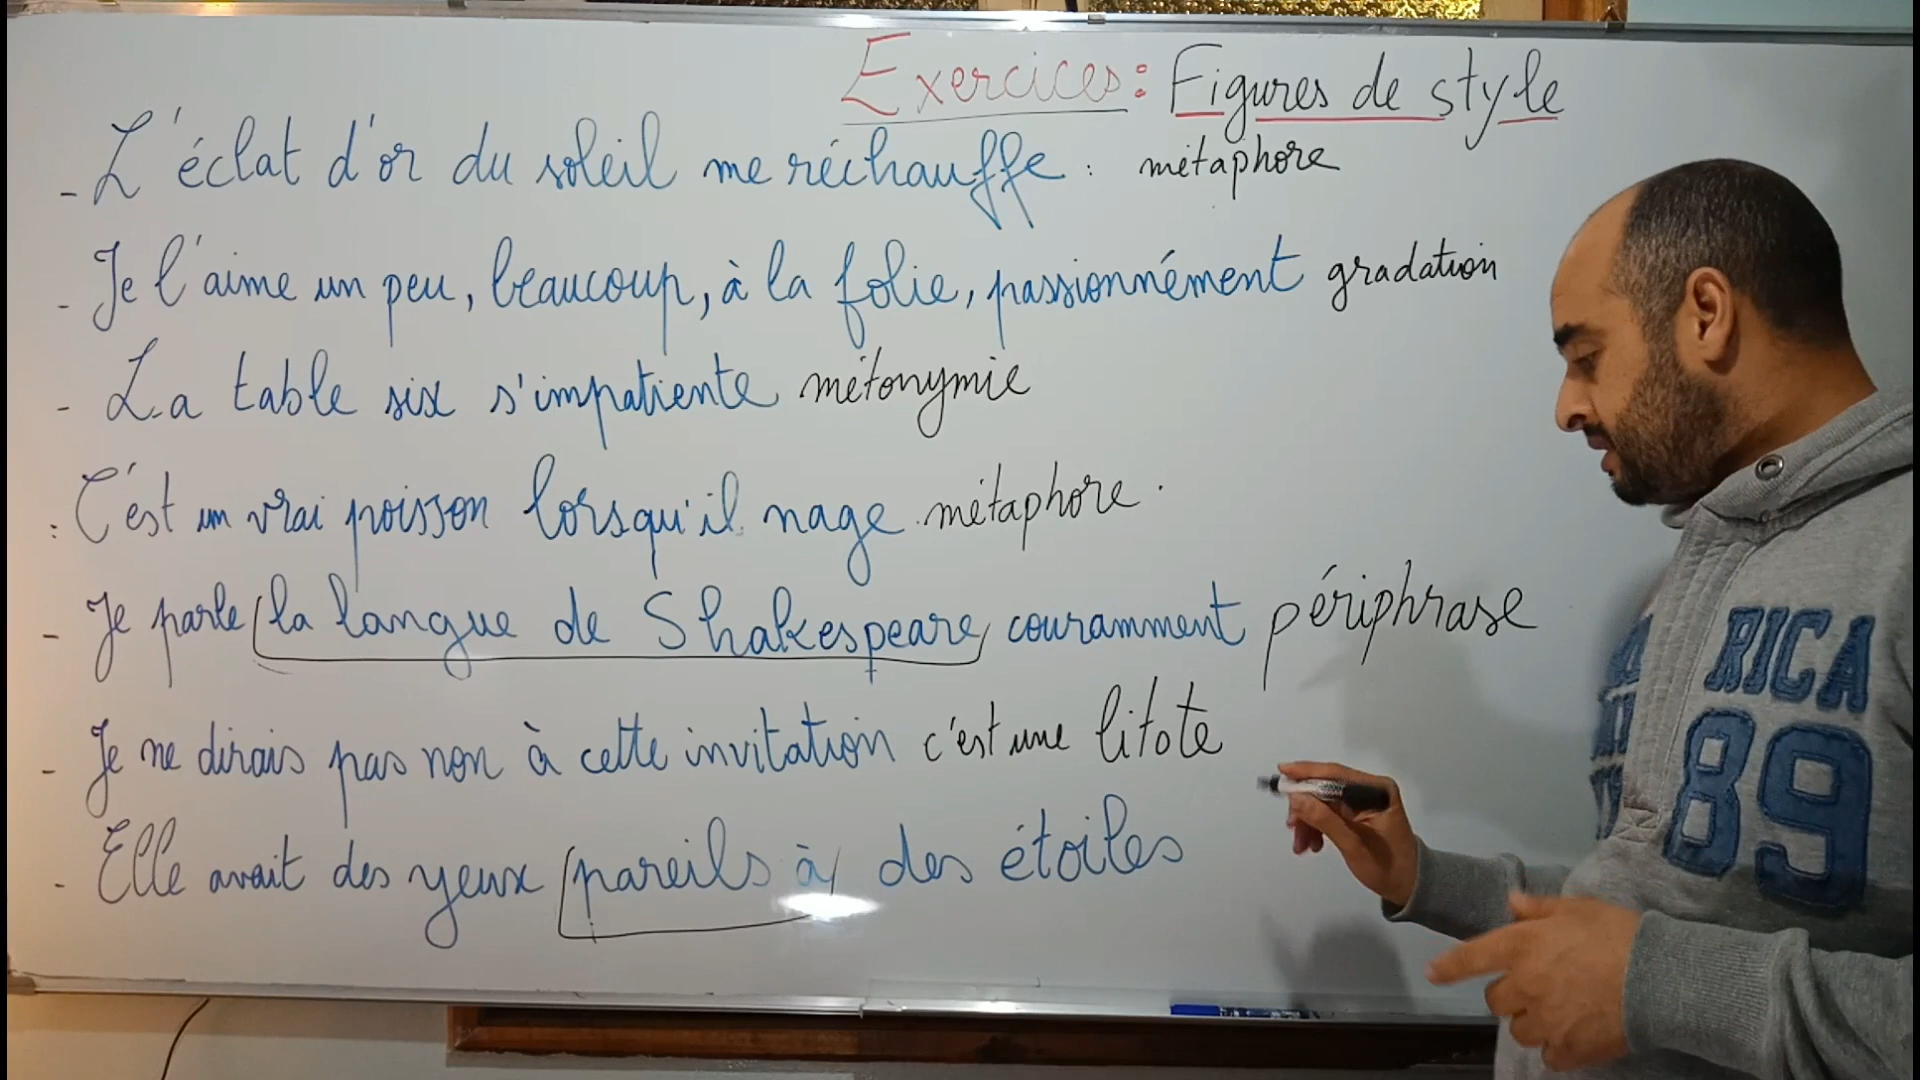 Exercices: Figures de style
- L'éclat d'or du soleil me réchauffe : métaphore
- Je l'aime un peu, beaucoup, à la folie, passionnément gradation
- La table six s'impatiente métonymie
: C'est un vrai poisson lorsqu'il nage. métaphore.
- Je parle (la langue de Shakespeare) couramment périphrase
- Je ne dirais pas non à cette invitation c'est une litote
- Elle avait des yeux (pareils à) des étoiles
RICA
89